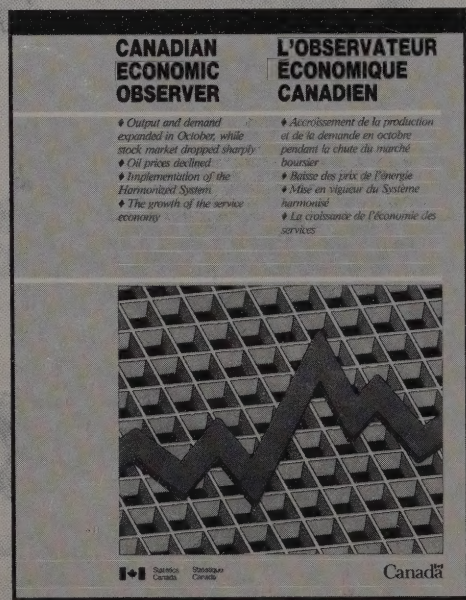 CANADIAN
ECONOMIC
OBSERVER
♦ Output and demand
expanded in October, while
stock market dropped sharply
♦ Oil prices declined
♦ Implementation of the
Harmonized System
♦ The growth of the service
economy
L'OBSERVATEUR
ÉCONOMIQUE
CANADIEN
♦ Accroissement de la production
et de la demande en octobre
pendant la chute du marché
boursier
♦ Baisse des prix de l'énergie
♦ Mise en vigueur du Système
harmonisé
♦ La croissance de l'économie des
services
Statistics
Canada
Statistique
Canada
Canada